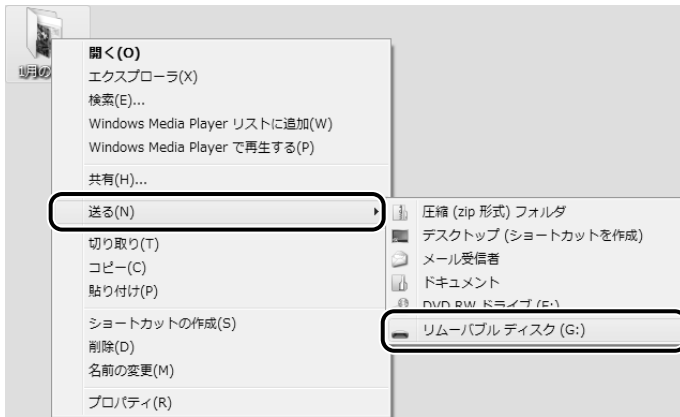 1月の
開く(O)
エクスプローラ(X)
検索(E)...
Windows Media Player リストに追加(W)
Windows Media Player で再生する(P)
共有(H)...
送る(N)
切り取り(T)
コピー(C)
貼り付け(P)
ショートカットの作成(S)
削除(D)
名前の変更(M)
プロパティ(R)
圧縮 (zip 形式) フォルダ
デスクトップ (ショートカットを作成)
メール受信者
ドキュメント
DVD RW ドライブ (E:)
リムーバブル ディスク (G:)